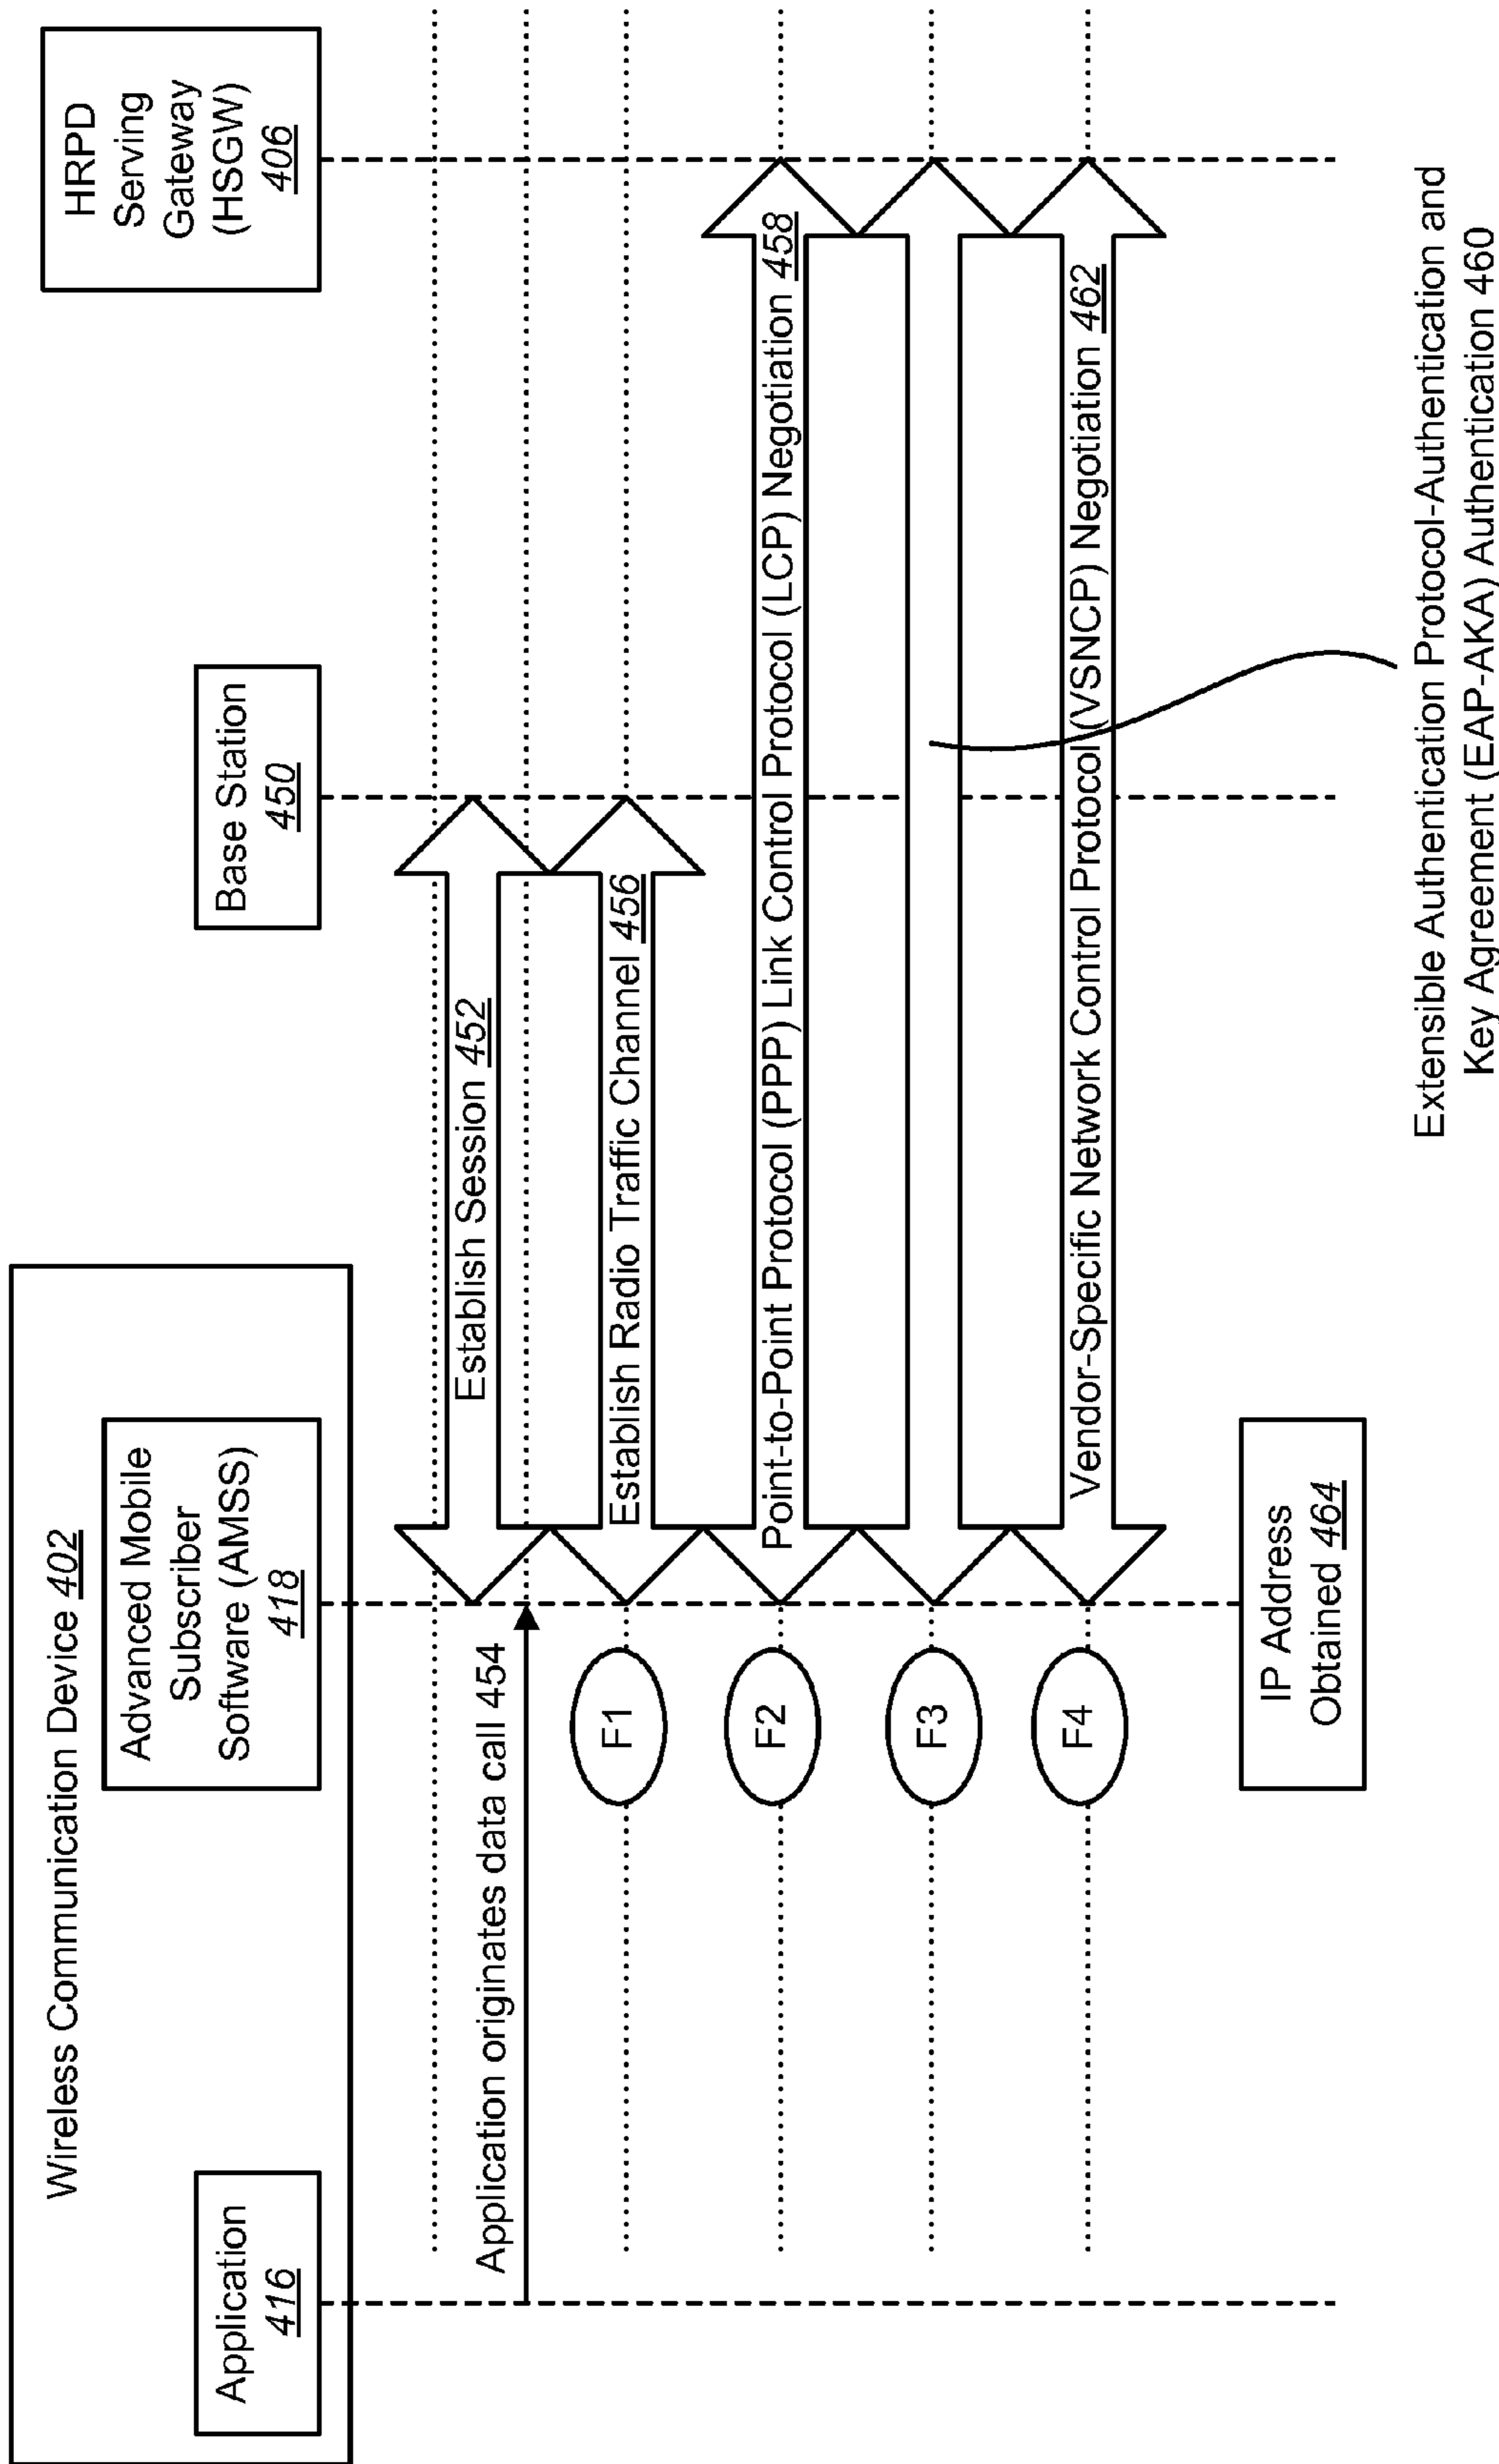 Wireless Communication Device 402
Application
416
Advanced Mobile
Subscriber
Software (AMSS)
418
Base Station
450
HRPD
Serving
Gateway
(HSGW)
406
Establish Session 452
Application originates data call 454
F1
Establish Radio Traffic Channel 456
F2
Point-to-Point Protocol (PPP) Link Control Protocol (LCP) Negotiation 458
F3
F4
Vendor-Specific Network Control Protocol (VSNCP) Negotiation 462
IP Address
Obtained 464
Extensible Authentication Protocol-Authentication and
Key Agreement (EAP-AKA) Authentication 460